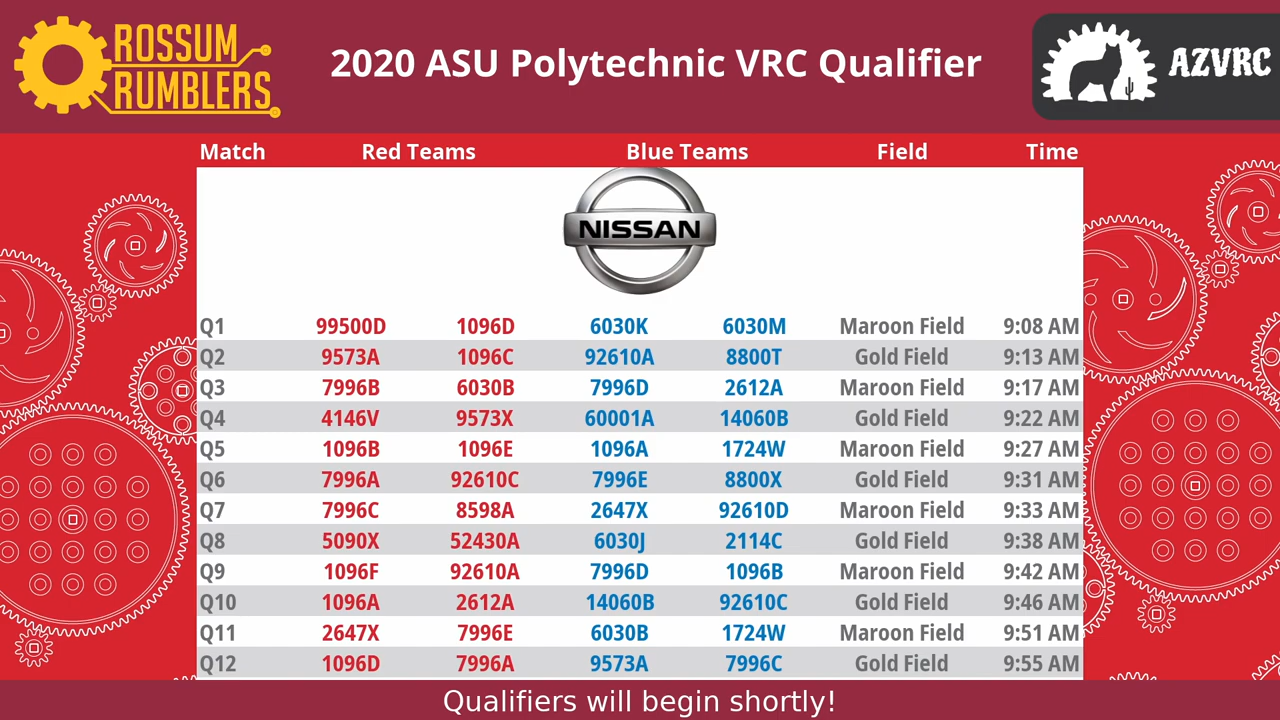 ROSSUM
RUMBLERS
2020 ASU Polytechnic VRC Qualifier
AZVRC
Match Red Teams Blue Teams Field Time
NISSAN
Q1 99500D 1096D 6030K 6030M Maroon Field 9:08 AM
Q2 9573A 1096C 92610A 8800T Gold Field 9:13 AM
Q3 7996B 6030B 7996D 2612A Maroon Field 9:17 AM
Q4 4146V 9573X 60001A 14060B Gold Field 9:22 AM
Q5 1096B 1096E 1096A 1724W Maroon Field 9:27 AM
Q6 7996A 92610C 7996E 8800X Gold Field 9:31 AM
Q7 7996C 8598A 2647X 92610D Maroon Field 9:33 AM
Q8 5090X 52430A 6030J 2114C Gold Field 9:38 AM
Q9 1096F 92610A 7996D 1096B Maroon Field 9:42 AM
Q10 1096A 2612A 14060B 92610C Gold Field 9:46 AM
Q11 2647X 7996E 6030B 1724W Maroon Field 9:51 AM
Q12 1096D 7996A 9573A 7996C Gold Field 9:55 AM
Qualifiers will begin shortly!